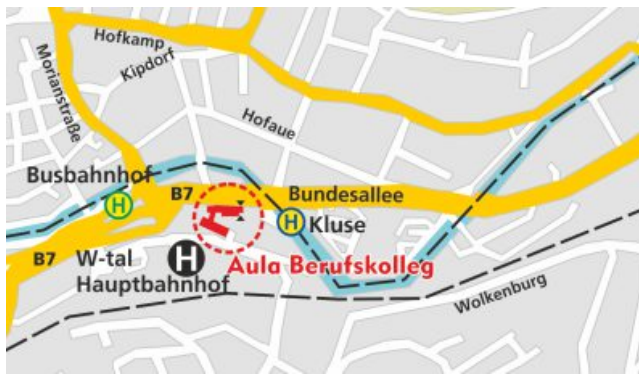 Hofkamp
Kipdorf
Morianstraße
Hofaue
Busbahnhof
H
B7
Bundesallee
H
Kluse
B7
W-tal
Hauptbahnhof
H
Aula Berufskolleg
Wolkenburg